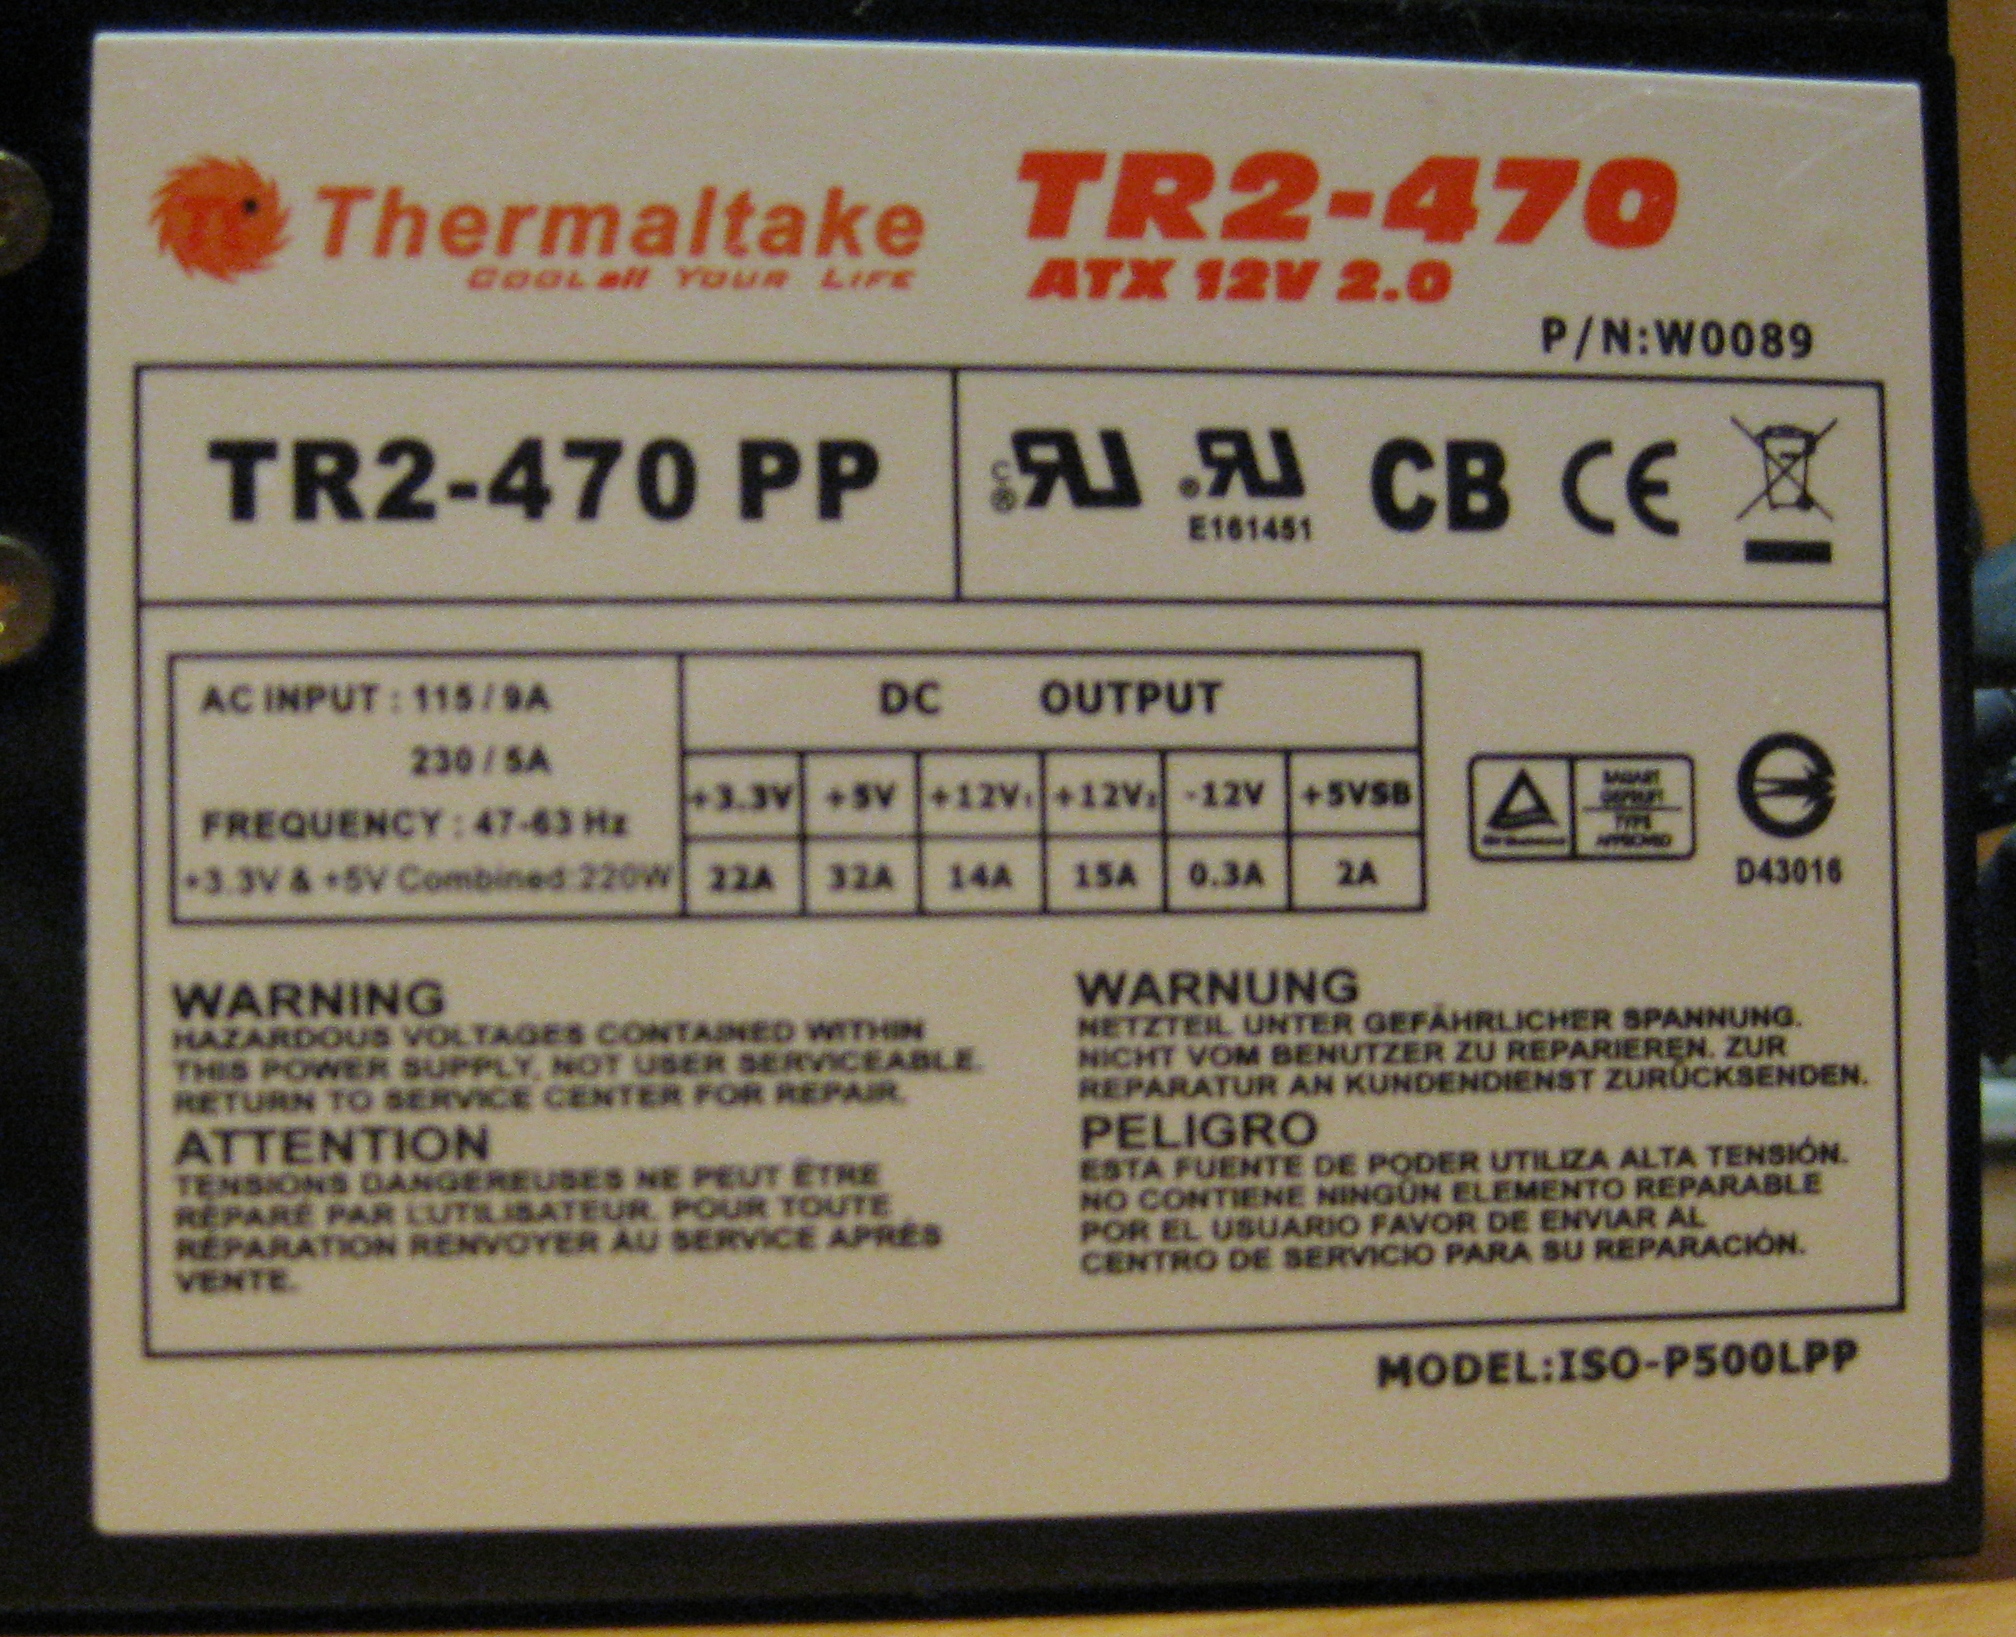 Thermaltake
COOL all YOUR LIFE
TR2-470
ATX 12V 2.0
P/N:W0089
TR2-470 PP
E161451
CB CE
AC INPUT : 115 / 9A
230 / 5A
FREQUENCY : 47-63 Hz
+3.3V & +5V Combined:220W
DC OUTPUT
+3.3V +5V +12V1 +12V2 -12V +5VSB
22A 32A 14A 15A 0.3A 2A
BAUART
GEPRÜFT
TYPE
APPROVED
D43016
WARNING
HAZARDOUS VOLTAGES CONTAINED WITHIN
THIS POWER SUPPLY, NOT USER SERVICEABLE.
RETURN TO SERVICE CENTER FOR REPAIR.
ATTENTION
TENSIONS DANGEREUSES NE PEUT ÊTRE
RÉPARÉ PAR L'UTILISATEUR. POUR TOUTE
RÉPARATION RENVOYER AU SERVICE APRÉS
VENTE.
WARNUNG
NETZTEIL UNTER GEFÄHRLICHER SPANNUNG.
NICHT VOM BENUTZER ZU REPARIEREN. ZUR
REPARATUR AN KUNDENDIENST ZURÜCKSENDEN.
PELIGRO
ESTA FUENTE DE PODER UTILIZA ALTA TENSIÓN.
NO CONTIENE NINGÚN ELEMENTO REPARABLE
POR EL USUARIO FAVOR DE ENVIAR AL
CENTRO DE SERVICIO PARA SU REPARACIÓN.
MODEL:ISO-P500LPP